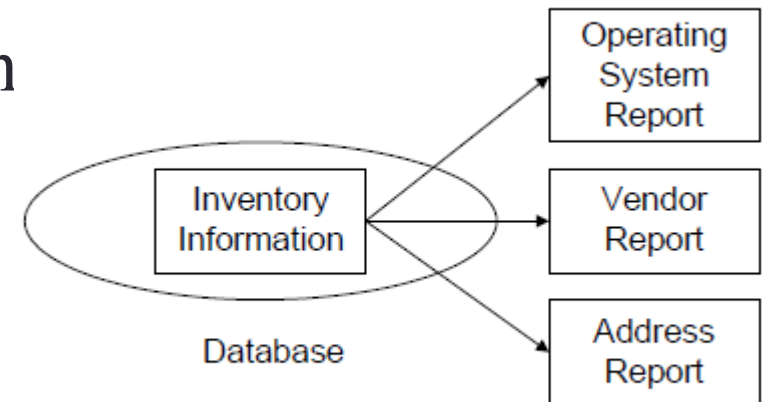 Operating
System
Report
Inventory
Information
Vendor
Report
Database
Address
Report